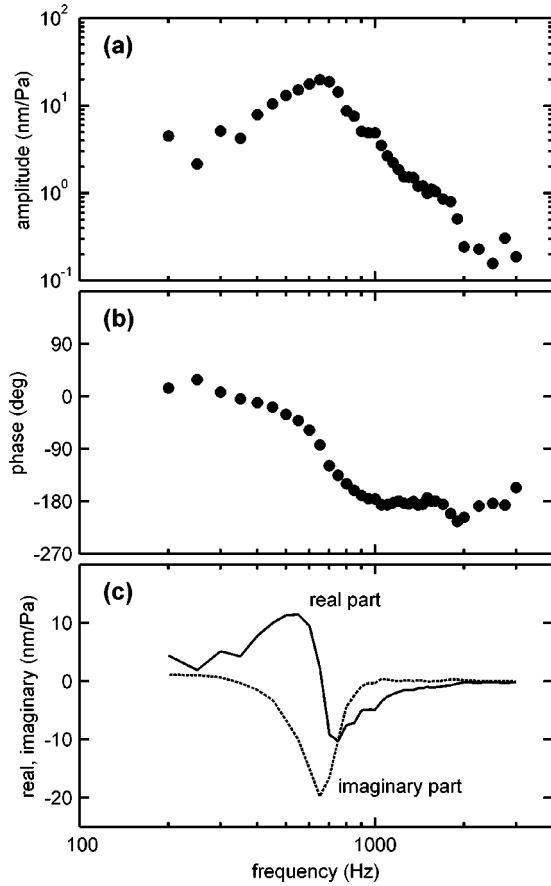 (a)
amplitude (nm/Pa)
10²
10¹
10⁰
10⁻¹
(b)
phase (deg)
90
0
-90
-180
-270
(c)
real, imaginary (nm/Pa)
10
0
-10
-20
real part
imaginary part
100
1000
frequency (Hz)